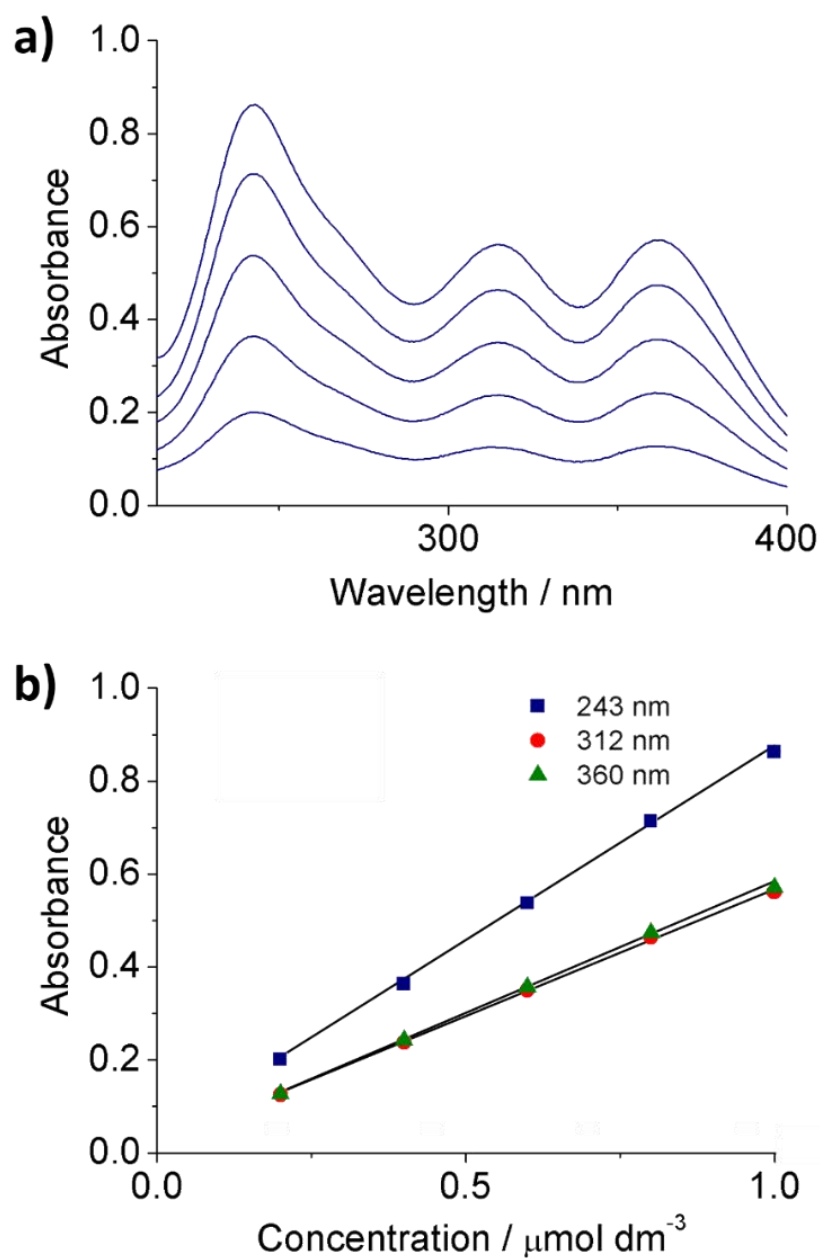 a)
1.0
0.8
0.6
0.4
0.2
0.0
Absorbance
300
400
Wavelength / nm
b)
1.0
0.8
0.6
0.4
0.2
0.0
Absorbance
243 nm
312 nm
360 nm
0.0
0.5
1.0
Concentration / μmol dm⁻³